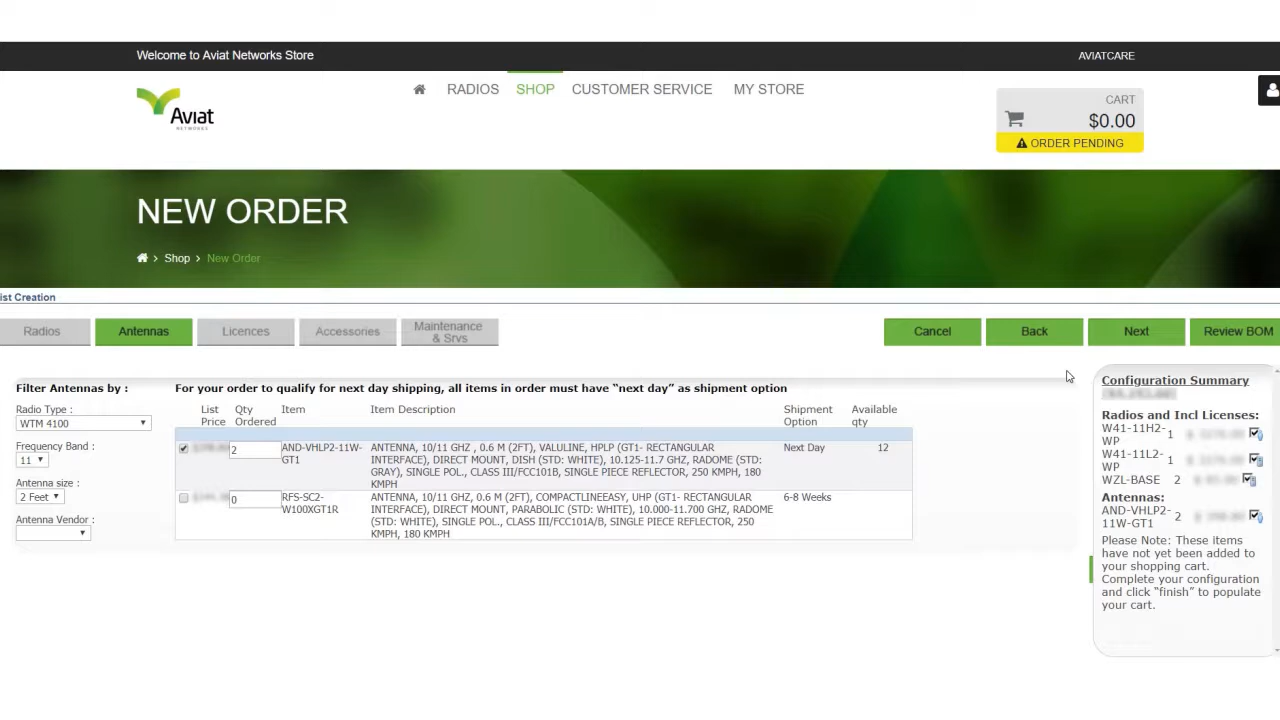 Welcome to Aviat Networks Store
AVIATCARE
Aviat
NETWORKS
RADIOS
SHOP
CUSTOMER SERVICE
MY STORE
CART
$0.00
ORDER PENDING
NEW ORDER
Shop > New Order
ist Creation
Radios
Antennas
Licences
Accessories
Maintenance
& Srvs
Cancel
Back
Next
Review BOM
Filter Antennas by :
Radio Type :
WTM 4100
Frequency Band :
11
Antenna size :
2 Feet
Antenna Vendor :
For your order to qualify for next day shipping, all items in order must have “next day” as shipment option
List
Price
Qty
Ordered
Item
Item Description
Shipment
Option
Available
qty
2
AND-VHLP2-11W-
GT1
ANTENNA, 10/11 GHZ , 0.6 M (2FT), VALULINE, HPLP (GT1- RECTANGULAR
INTERFACE), DIRECT MOUNT, DISH (STD: WHITE), 10.125-11.7 GHZ, RADOME (STD:
GRAY), SINGLE POL., CLASS III/FCC101B, SINGLE PIECE REFLECTOR, 250 KMPH, 180
KMPH
Next Day
12
0
RFS-SC2-
W100XGT1R
ANTENNA, 10/11 GHZ, 0.6 M (2FT), COMPACTLINEEASY, UHP (GT1- RECTANGULAR
INTERFACE), DIRECT MOUNT, PARABOLIC (STD: WHITE), 10.000-11.700 GHZ, RADOME
(STD: WHITE), SINGLE POL., CLASS III/FCC101A/B, SINGLE PIECE REFLECTOR, 250
KMPH, 180 KMPH
6-8 Weeks
Configuration Summary
Radios and Incl Licenses:
W41-11H2-
WP
1
W41-11L2-
WP
1
WZL-BASE 2
Antennas:
AND-VHLP2-
11W-GT1
2
Please Note: These items
have not yet been added to
your shopping cart.
Complete your configuration
and click “finish” to populate
your cart.